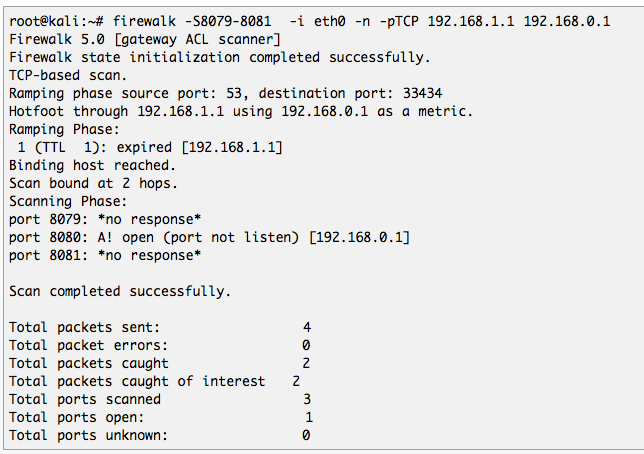 root@kali:~# firewalk -S8079-8081  -i eth0 -n -pTCP 192.168.1.1 192.168.0.1
Firewalk 5.0 [gateway ACL scanner]
Firewalk state initialization completed successfully.
TCP-based scan.
Ramping phase source port: 53, destination port: 33434
Hotfoot through 192.168.1.1 using 192.168.0.1 as a metric.
Ramping Phase:
 1 (TTL  1): expired [192.168.1.1]
Binding host reached.
Scan bound at 2 hops.
Scanning Phase:
port 8079: *no response*
port 8080: A! open (port not listen) [192.168.0.1]
port 8081: *no response*

Scan completed successfully.

Total packets sent:                4
Total packet errors:               0
Total packets caught               2
Total packets caught of interest   2
Total ports scanned                3
Total ports open:                  1
Total ports unknown:               0